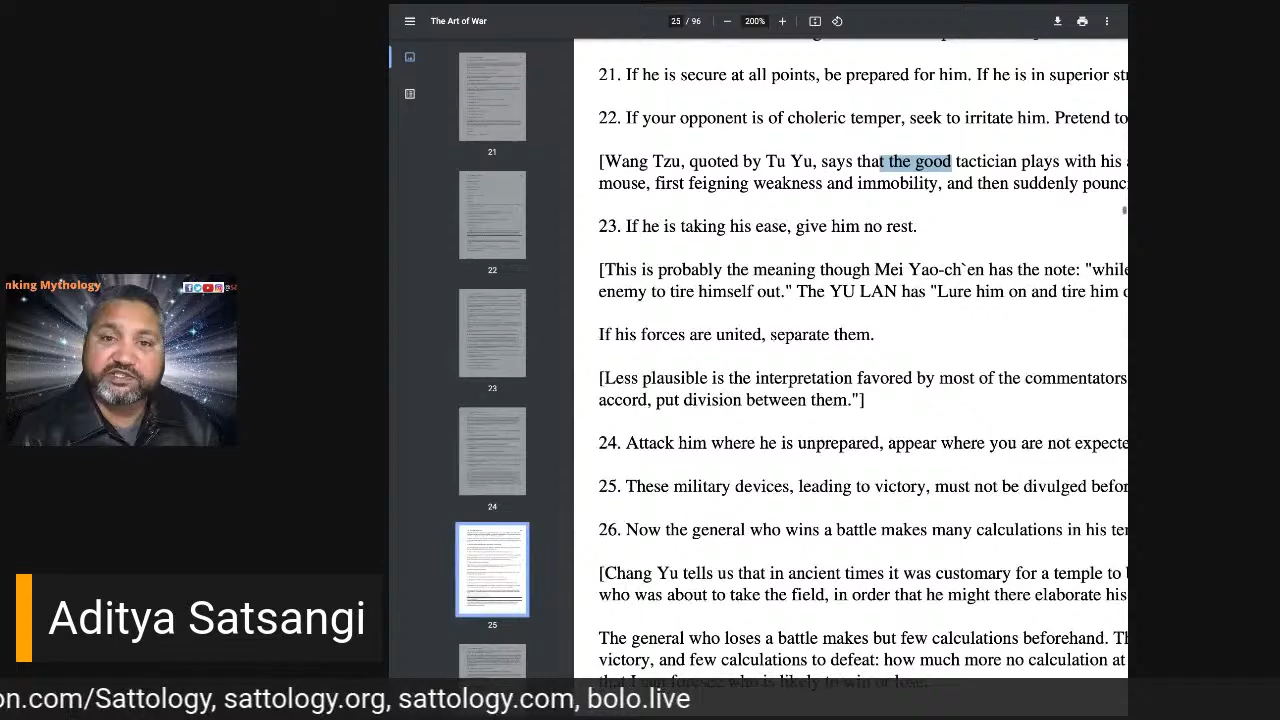 The Art of War
25 / 96
200%
21. If he is secure at all points, be prepared for him. If he is in superior str
22. If your opponent is of choleric temper, seek to irritate him. Pretend to
[Wang Tzu, quoted by Tu Yu, says that the good tactician plays with his a
mouse, first feigning weakness and immobility, and then suddenly pounc
23. If he is taking his ease, give him no rest.
[This is probably the meaning though Mei Yao-ch`en has the note: "while
enemy to tire himself out." The YU LAN has "Lure him on and tire him o
If his forces are united, separate them.
[Less plausible is the interpretation favored by most of the commentators
accord, put division between them."]
24. Attack him where he is unprepared, appear where you are not expecte
25. These military devices, leading to victory, must not be divulged befor
26. Now the general who wins a battle makes many calculations in his ten
[Chang Yu tells us that in ancient times it was customary for a temple to b
who was about to take the field, in order that he might there elaborate his
The general who loses a battle makes but few calculations beforehand. Th
victory, and few calculations to defeat: how much more no calculation at
that I can foresee who is likely to win or lose.
21
22
23
24
25
nking Mythology
Aditya Satsangi
on.com/Sattology, sattology.org, sattology.com, bolo.live